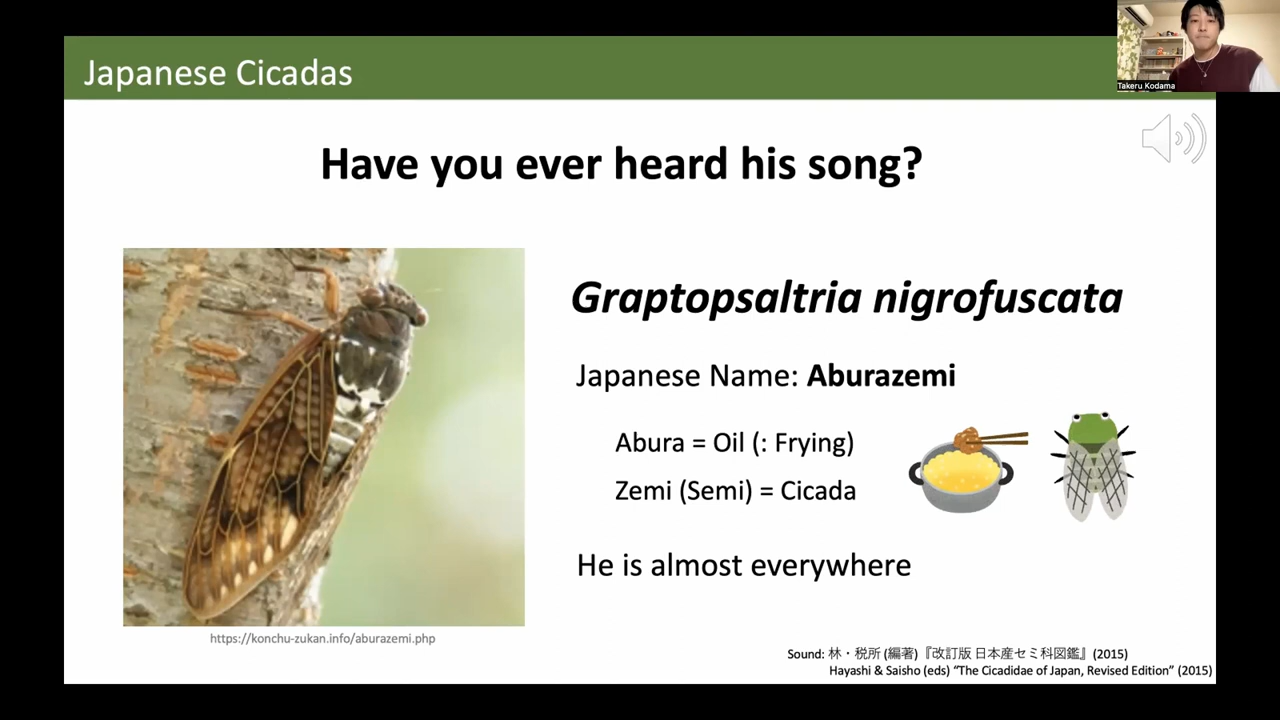 Japanese Cicadas
Takeru Kodama
Have you ever heard his song?
Graptopsaltria nigrofuscata
Japanese Name: Aburazemi
Abura = Oil (: Frying)
Zemi (Semi) = Cicada
He is almost everywhere
https://konchu-zukan.info/aburazemi.php
Sound: 林・税所 (編著)『改訂版 日本産セミ科図鑑』(2015)
Hayashi & Saisho (eds) “The Cicadidae of Japan, Revised Edition” (2015)